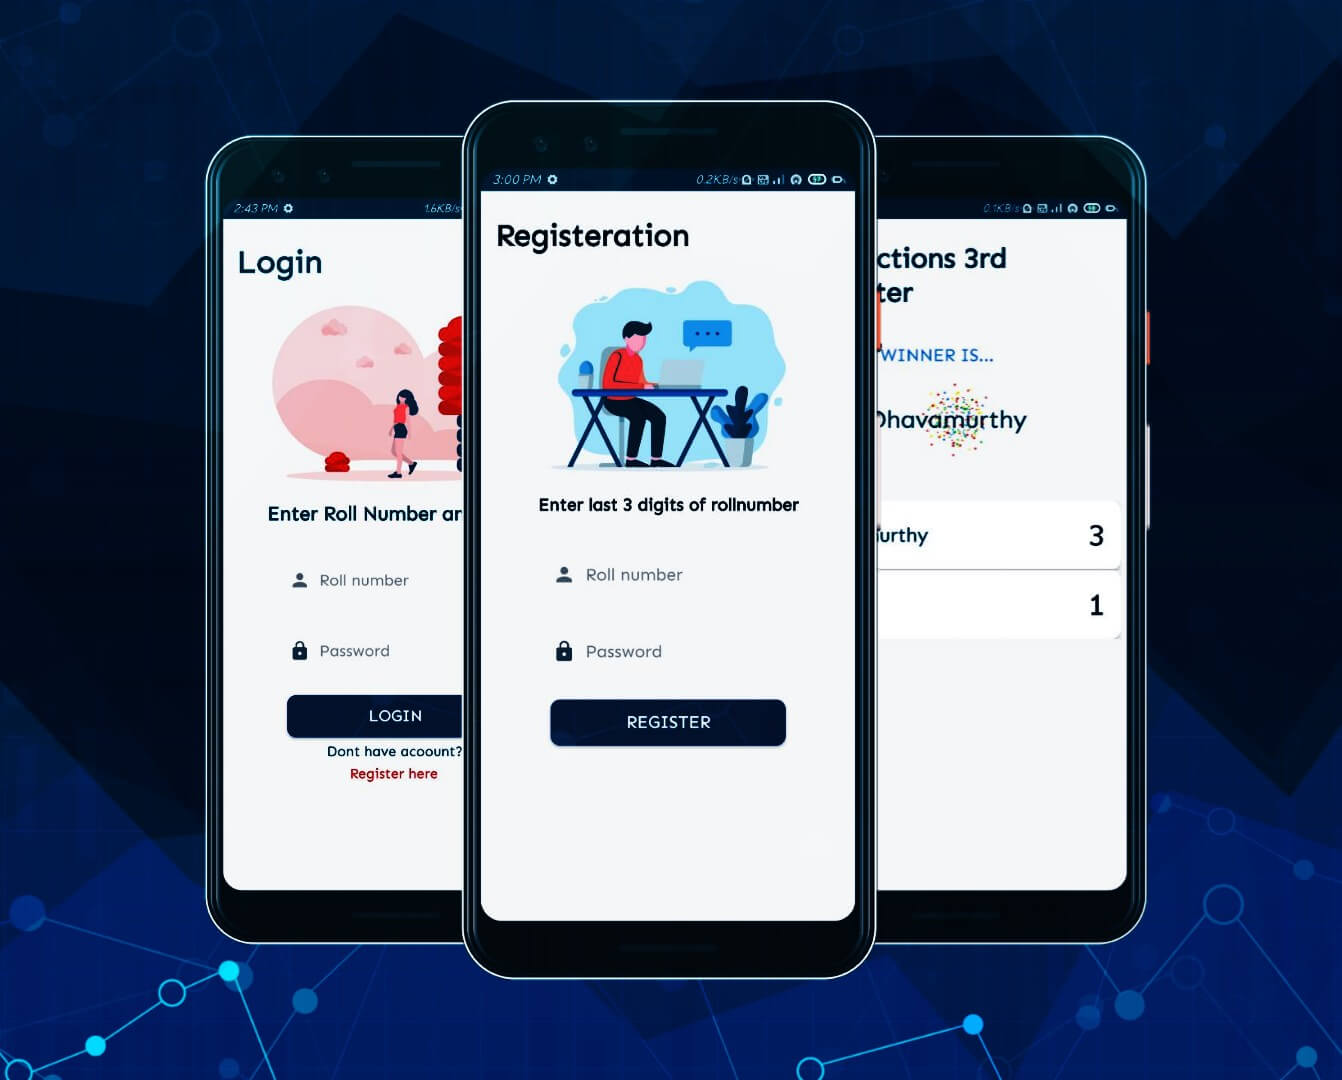 2:43 PM
1.6KB/s
Login
Enter Roll Number
Roll number
Password
LOGIN
Dont have acoount?
Register here
3:00 PM
0.2KB/s
Registeration
Enter last 3 digits of rollnumber
Roll number
Password
REGISTER
0.1KB/s
ctions 3rd
ter
WINNER IS...
Dhavamurthy
urthy
3
1